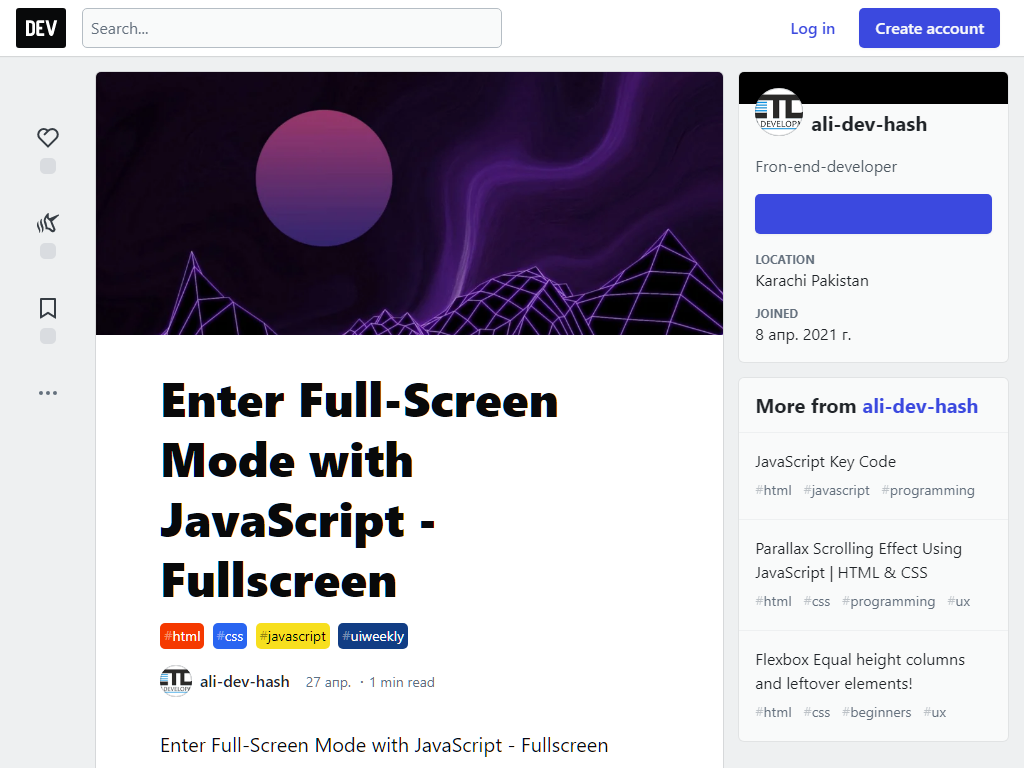 DEV
Search...
Log in
Create account
ali-dev-hash
Fron-end-developer
LOCATION
Karachi Pakistan
JOINED
8 апр. 2021 г.
More from ali-dev-hash
JavaScript Key Code
#html #javascript #programming
Parallax Scrolling Effect Using
JavaScript | HTML & CSS
#html #css #programming #ux
Flexbox Equal height columns
and leftover elements!
#html #css #beginners #ux
Enter Full-Screen
Mode with
JavaScript -
Fullscreen
#html #css #javascript #uiweekly
ali-dev-hash 27 апр. · 1 min read
Enter Full-Screen Mode with JavaScript - Fullscreen